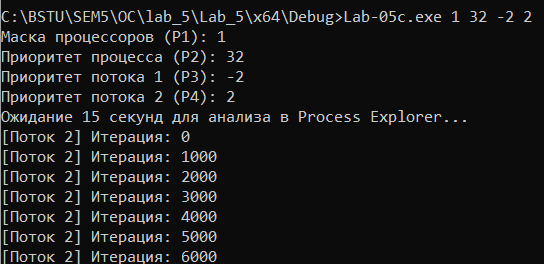 C:\BSTU\SEM5\OC\lab_5\Lab_5\x64\Debug>Lab-05c.exe 1 32 -2 2
Маска процессоров (P1): 1
Приоритет процесса (P2): 32
Приоритет потока 1 (P3): -2
Приоритет потока 2 (P4): 2
Ожидание 15 секунд для анализа в Process Explorer...
[Поток 2] Итерация: 0
[Поток 2] Итерация: 1000
[Поток 2] Итерация: 2000
[Поток 2] Итерация: 3000
[Поток 2] Итерация: 4000
[Поток 2] Итерация: 5000
[Поток 2] Итерация: 6000